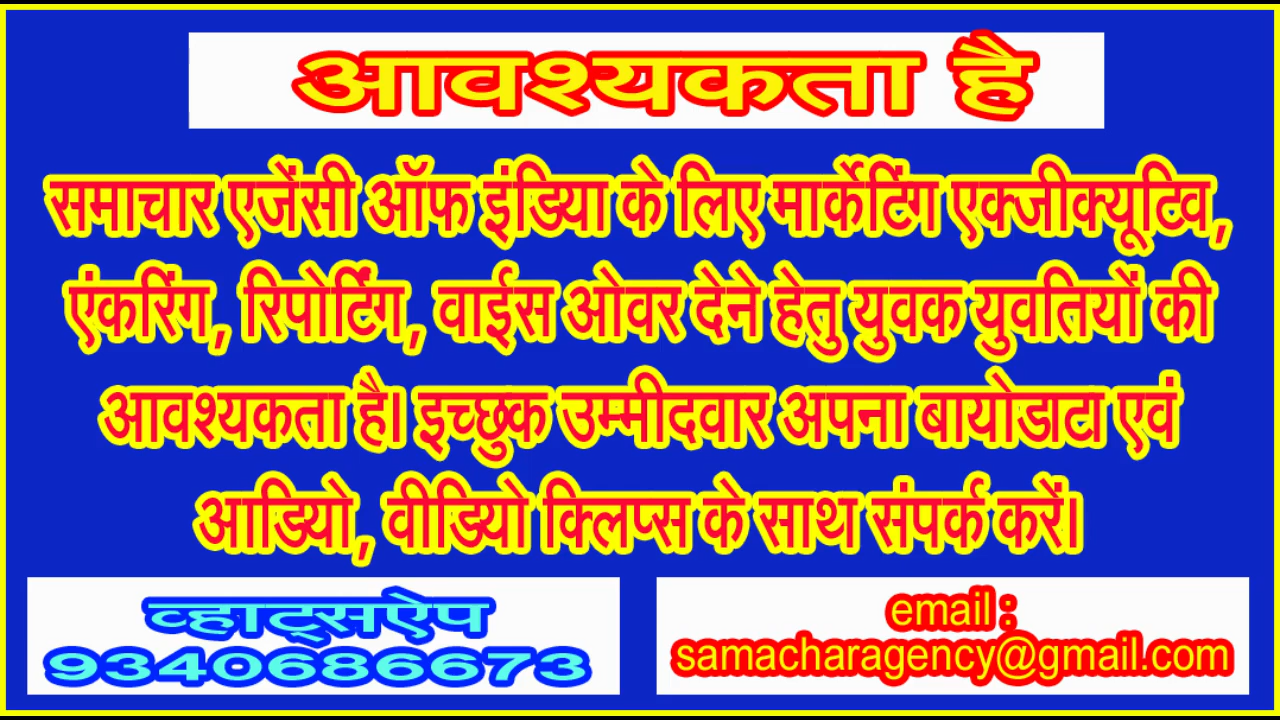 आवश्यकता है
समाचार एजेंसी ऑफ इंडिया के लिए मार्केटिंग एक्जीक्यूटिव,
एंकरिंग, रिपोर्टिंग, वाईस ओवर देने हेतु युवक युवतियों की
आवश्यकता है। इच्छुक उम्मीदवार अपना बायोडाटा एवं
आडियो, वीडियो क्लिप्स के साथ संपर्क करें।
व्हाट्सऐप
9340686673
email :
samacharagency@gmail.com